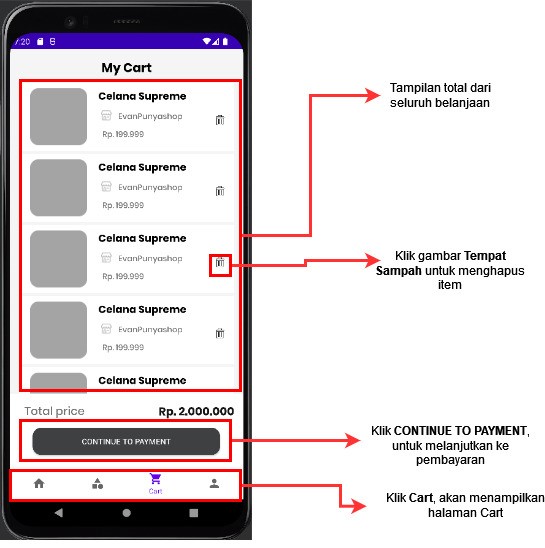 7:20
My Cart
Celana Supreme
EvanPunyashop
Rp. 199.999
Celana Supreme
EvanPunyashop
Rp. 199.999
Celana Supreme
EvanPunyashop
Rp. 199.999
Celana Supreme
EvanPunyashop
Rp. 199.999
Celana Supreme
Total price Rp. 2.000.000
CONTINUE TO PAYMENT
Cart
Tampilan total dari
seluruh belanjaan
Klik gambar Tempat
Sampah untuk menghapus
item
Klik CONTINUE TO PAYMENT,
untuk melanjutkan ke
pembayaran
Klik Cart, akan menampilkan
halaman Cart